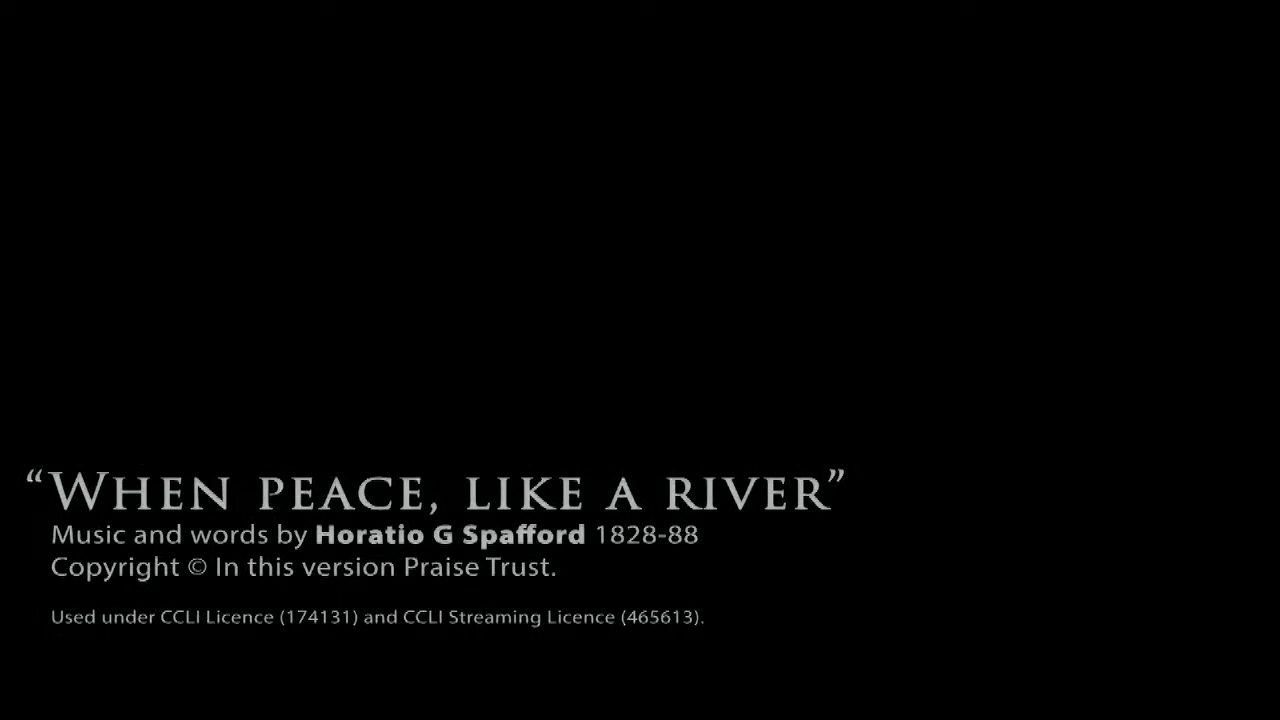 “When peace, like a river”
Music and words by Horatio G Spafford 1828-88
Copyright © In this version Praise Trust.
Used under CCLI Licence (174131) and CCLI Streaming Licence (465613).